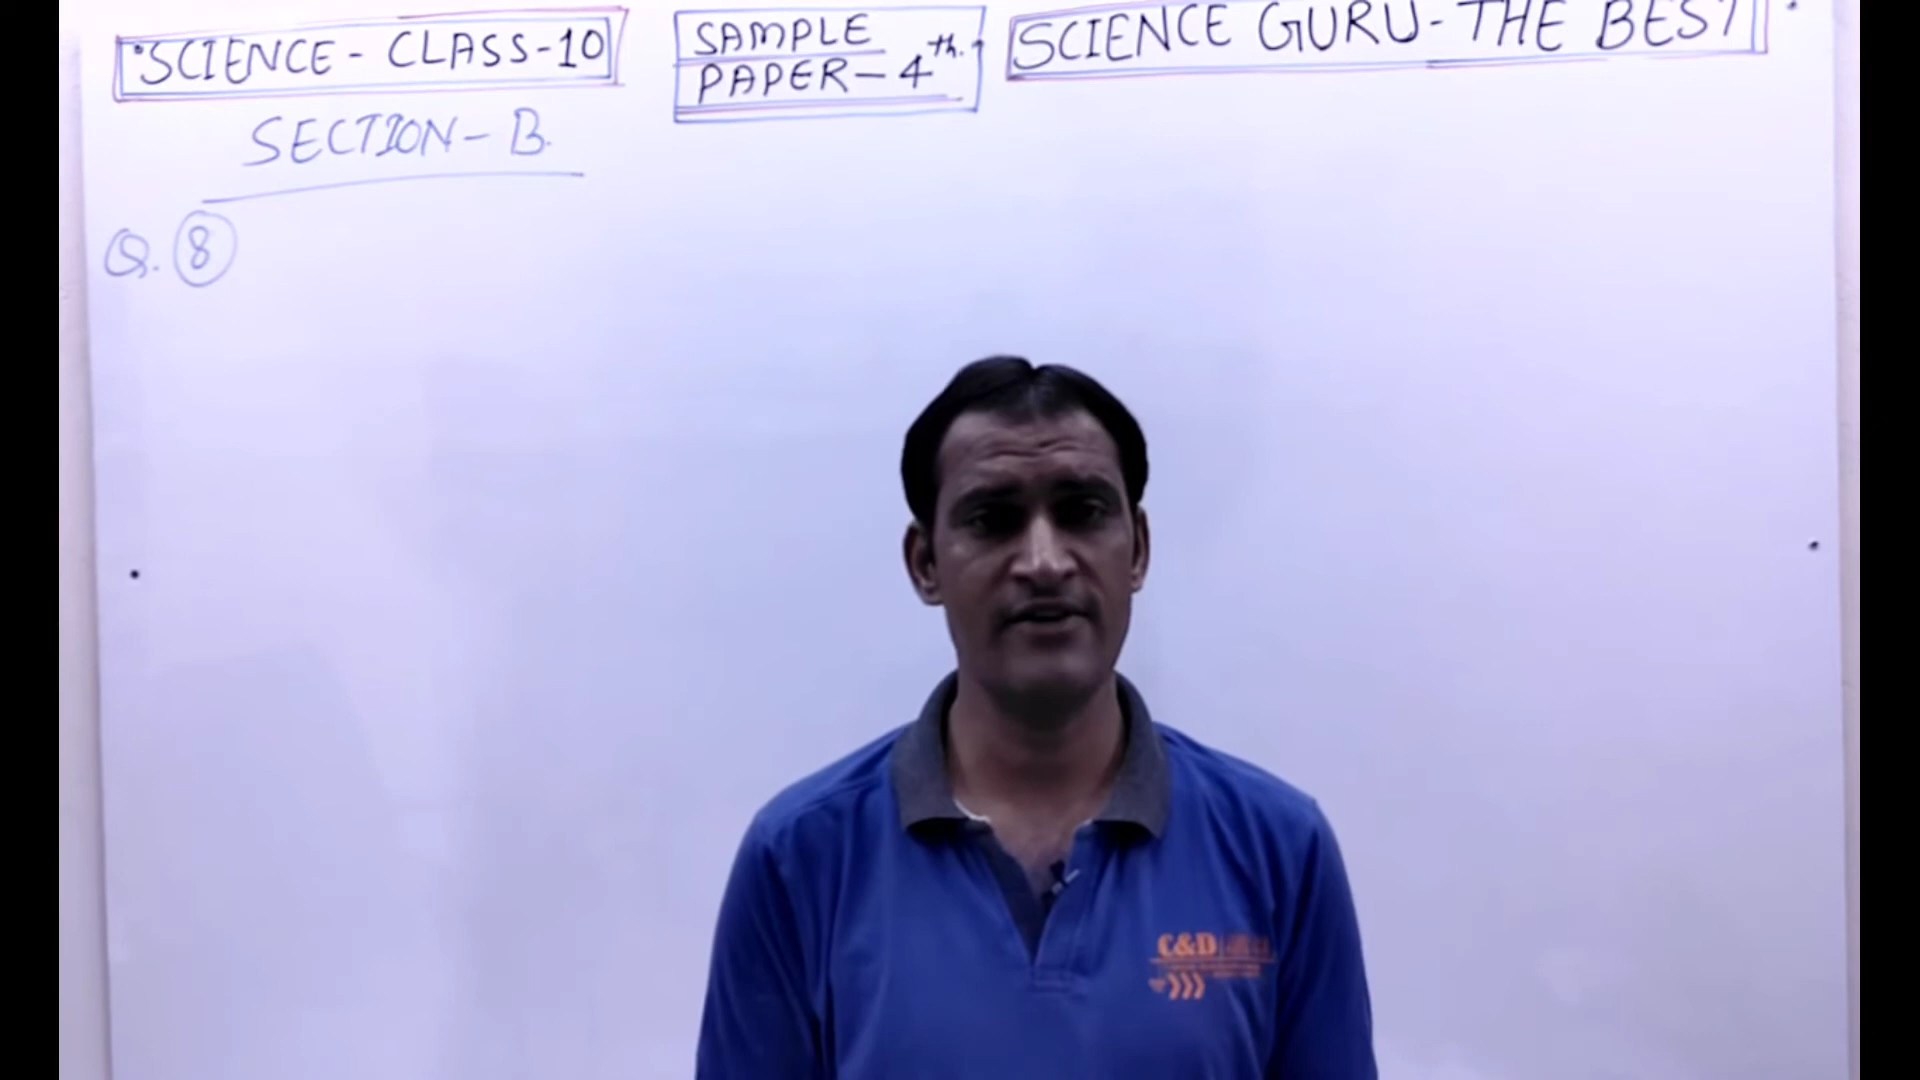 SCIENCE - CLASS-10
SAMPLE
PAPER - 4th.
SCIENCE GURU - THE BEST
SECTION - B.
Q. 8
C&D